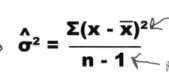 σ̂² = Σ(x - x̄)²
n - 1